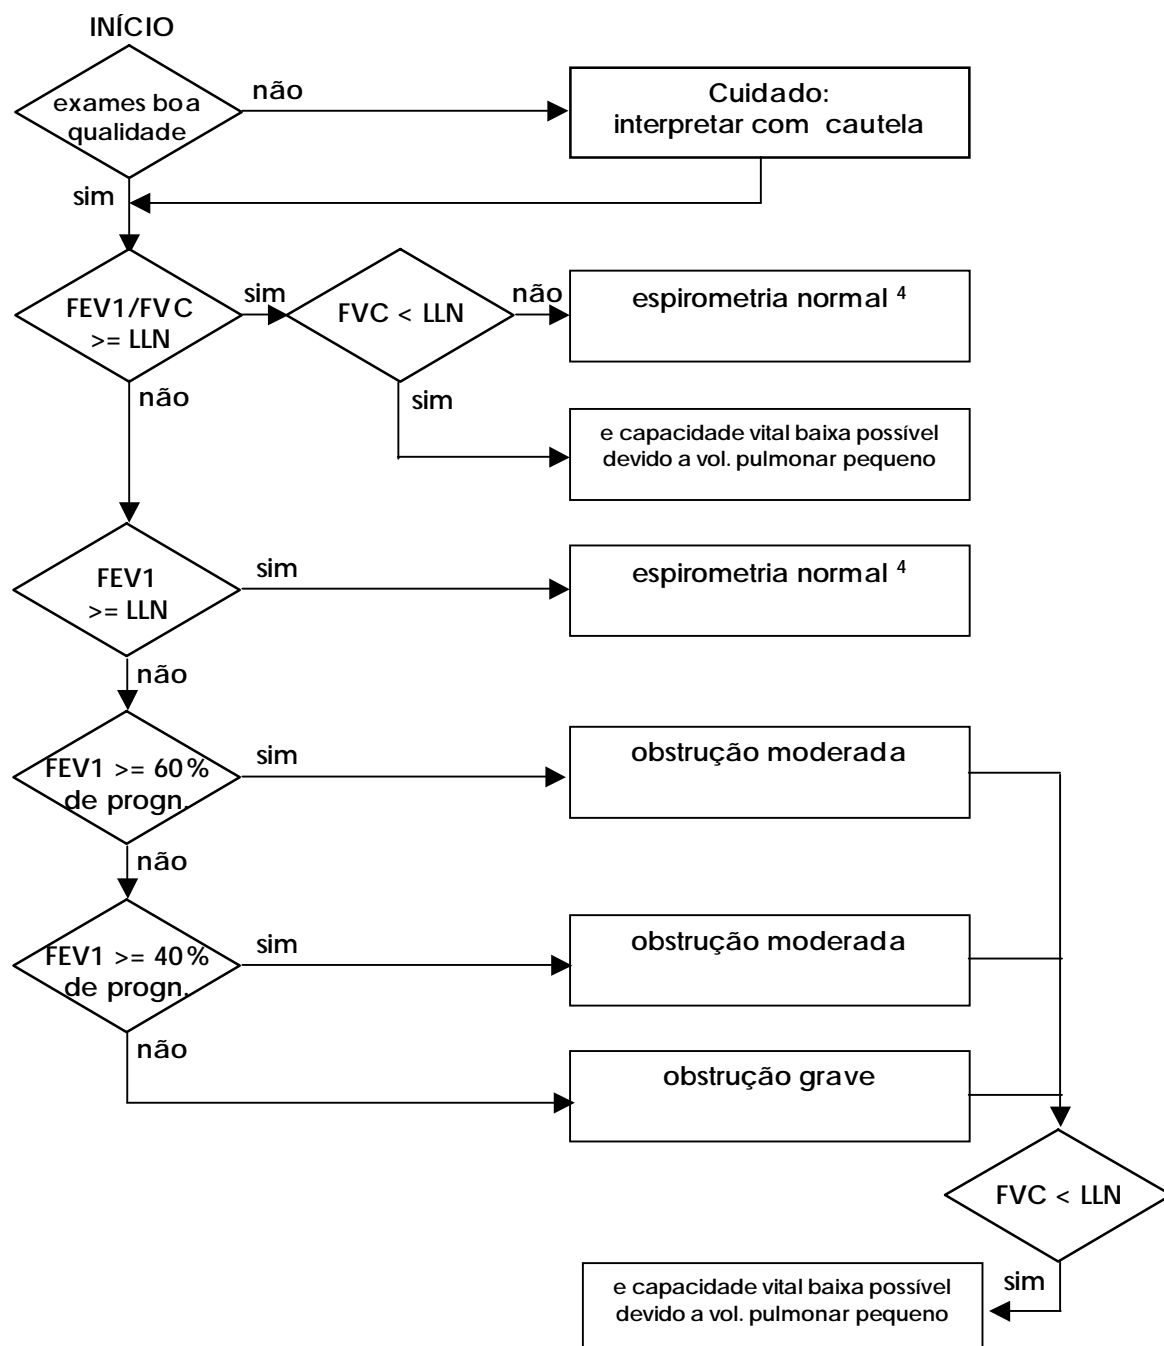 INÍCIO
exames boa
qualidade
não
Cuidado:
interpretar com cautela
sim
FEV1/FVC
>= LLN
sim
FVC < LLN
não
espirometria normal ⁴
não
sim
e capacidade vital baixa possível
devido a vol. pulmonar pequeno
FEV1
>= LLN
sim
espirometria normal ⁴
não
FEV1 >= 60%
de progn.
sim
obstrução moderada
não
FEV1 >= 40%
de progn.
sim
obstrução moderada
não
obstrução grave
FVC < LLN
sim
e capacidade vital baixa possível
devido a vol. pulmonar pequeno